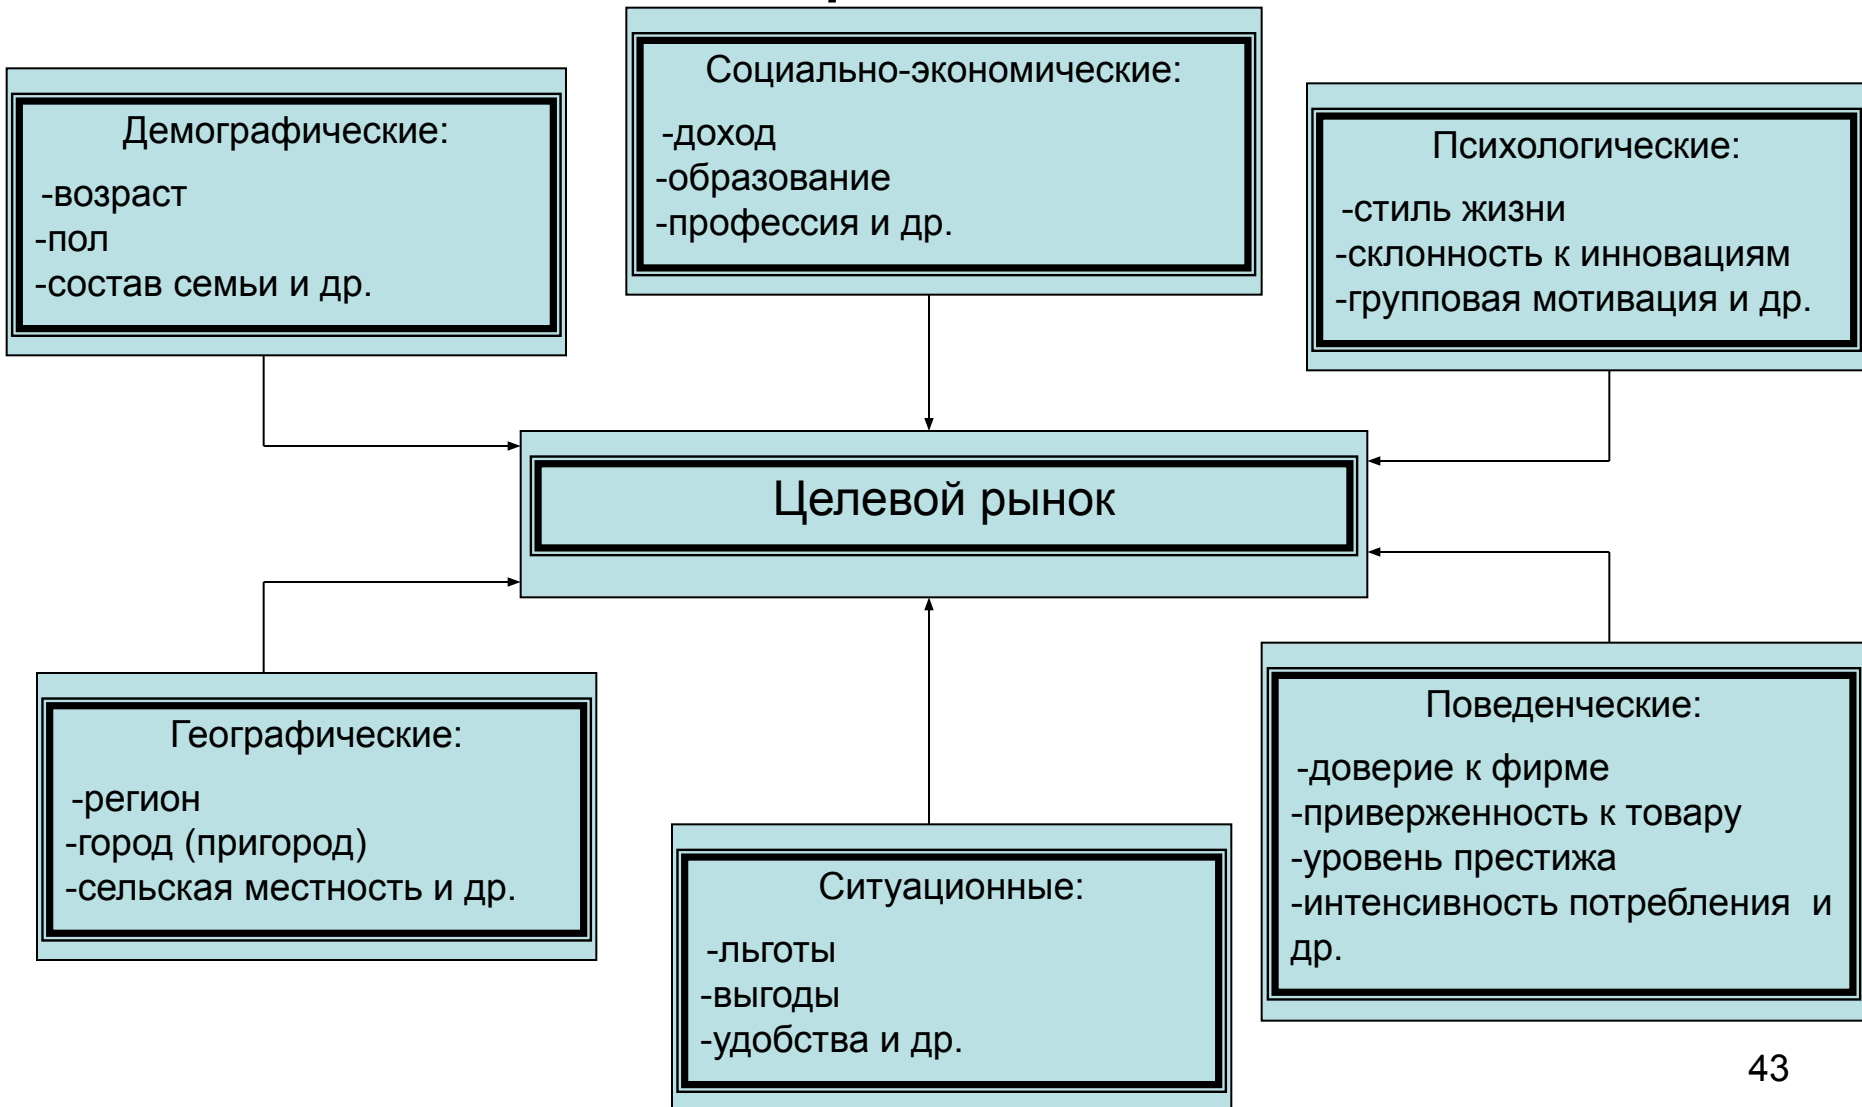 Социально-экономические:
-доход
-образование
-профессия и др.
Демографические:
-возраст
-пол
-состав семьи и др.
Психологические:
-стиль жизни
-склонность к инновациям
-групповая мотивация и др.
Целевой рынок
Географические:
-регион
-город (пригород)
-сельская местность и др.
Ситуационные:
-льготы
-выгоды
-удобства и др.
Поведенческие:
-доверие к фирме
-приверженность к товару
-уровень престижа
-интенсивность потребления  и
др.
43